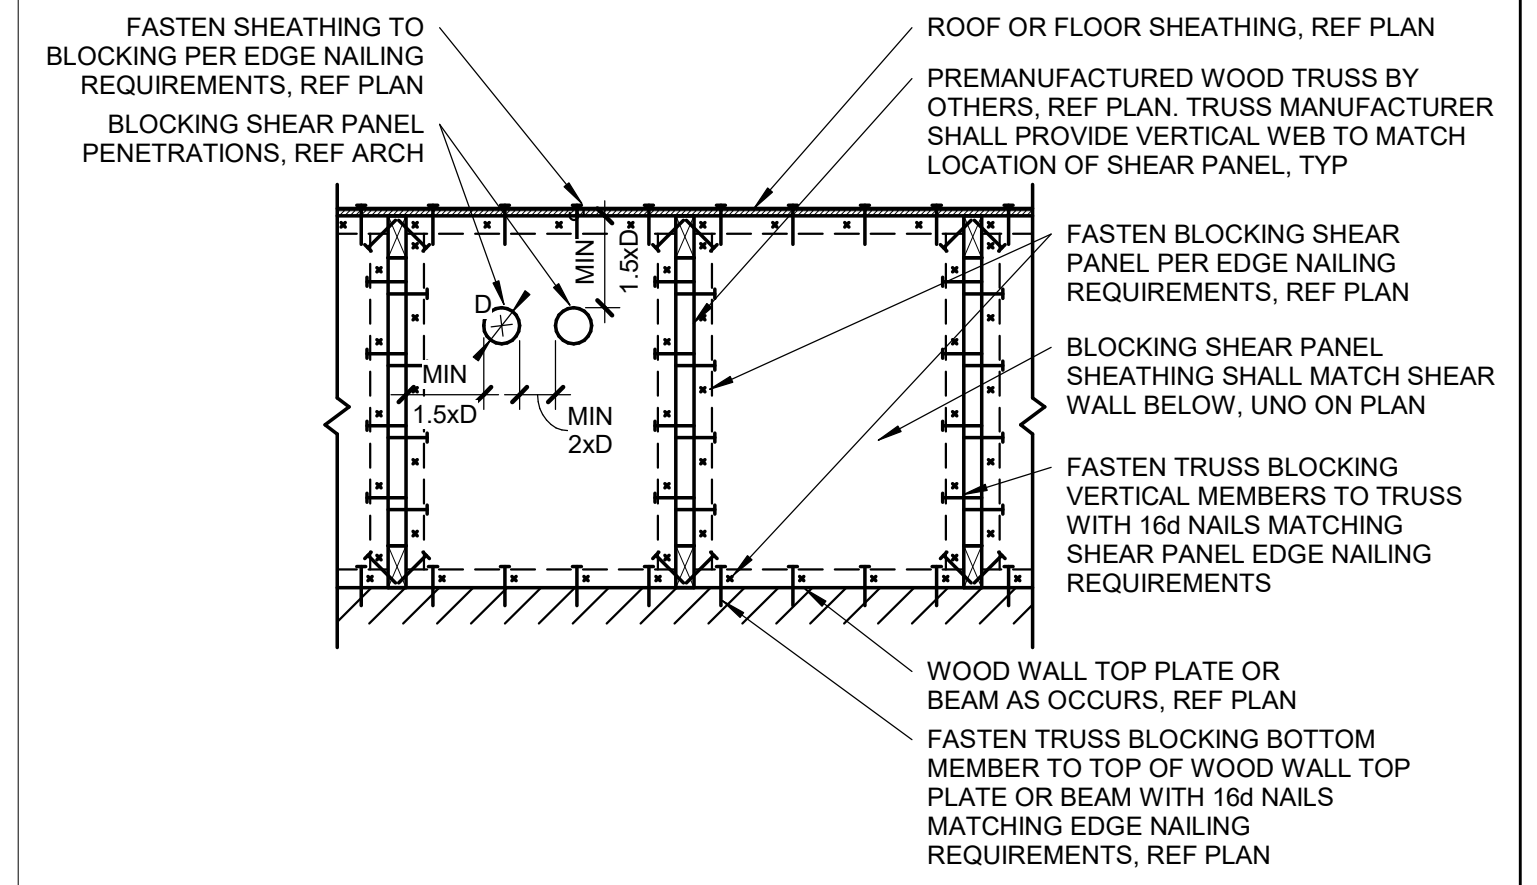 FASTEN SHEATHING TO
BLOCKING PER EDGE NAILING
REQUIREMENTS, REF PLAN
BLOCKING SHEAR PANEL
PENETRATIONS, REF ARCH
ROOF OR FLOOR SHEATHING, REF PLAN
PREMANUFACTURED WOOD TRUSS BY
OTHERS, REF PLAN. TRUSS MANUFACTURER
SHALL PROVIDE VERTICAL WEB TO MATCH
LOCATION OF SHEAR PANEL, TYP
FASTEN BLOCKING SHEAR
PANEL PER EDGE NAILING
REQUIREMENTS, REF PLAN
BLOCKING SHEAR PANEL
SHEATHING SHALL MATCH SHEAR
WALL BELOW, UNO ON PLAN
FASTEN TRUSS BLOCKING
VERTICAL MEMBERS TO TRUSS
WITH 16d NAILS MATCHING
SHEAR PANEL EDGE NAILING
REQUIREMENTS
WOOD WALL TOP PLATE OR
BEAM AS OCCURS, REF PLAN
FASTEN TRUSS BLOCKING BOTTOM
MEMBER TO TOP OF WOOD WALL TOP
PLATE OR BEAM WITH 16d NAILS
MATCHING EDGE NAILING
REQUIREMENTS, REF PLAN
D
MIN
1.5xD
MIN
1.5xD
MIN
2xD